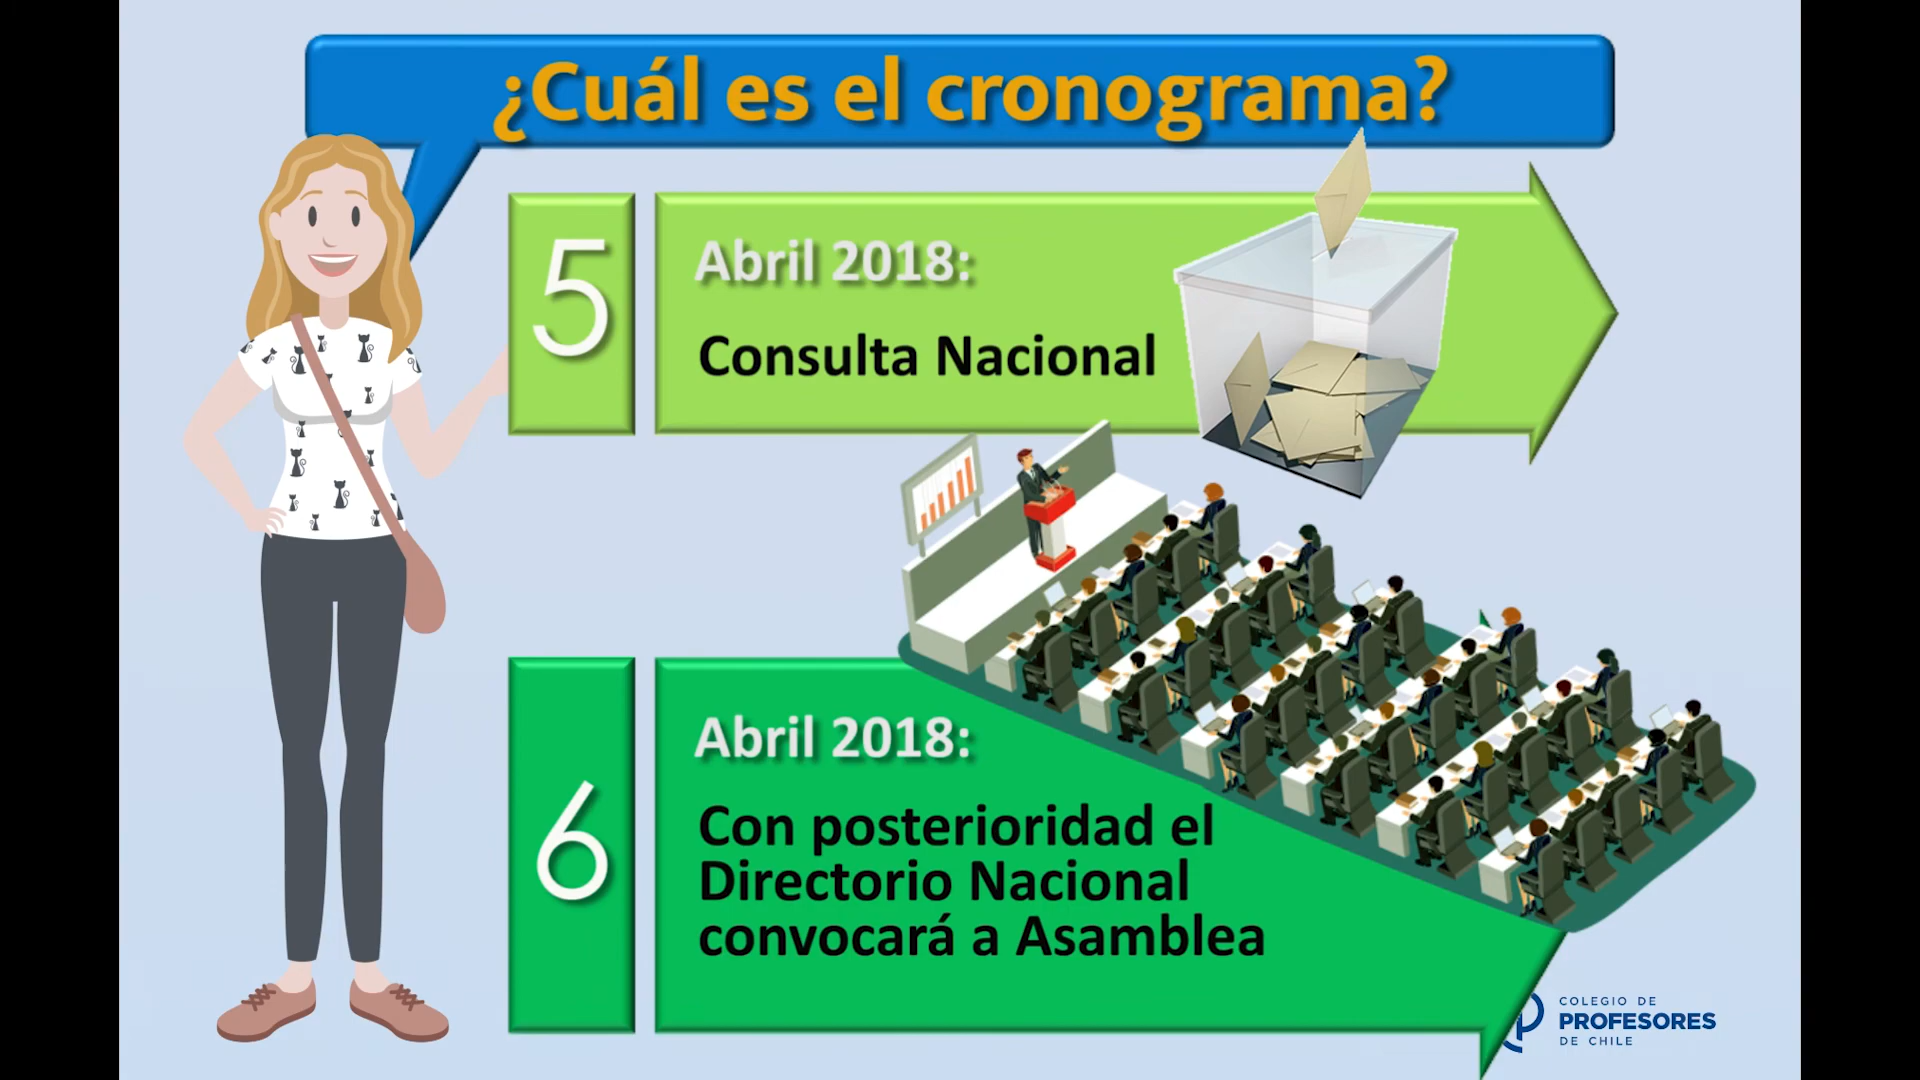 ¿Cuál es el cronograma?
5
Abril 2018:
Consulta Nacional
6
Abril 2018:
Con posterioridad el
Directorio Nacional
convocará a Asamblea
COLEGIO DE
PROFESORES
DE CHILE